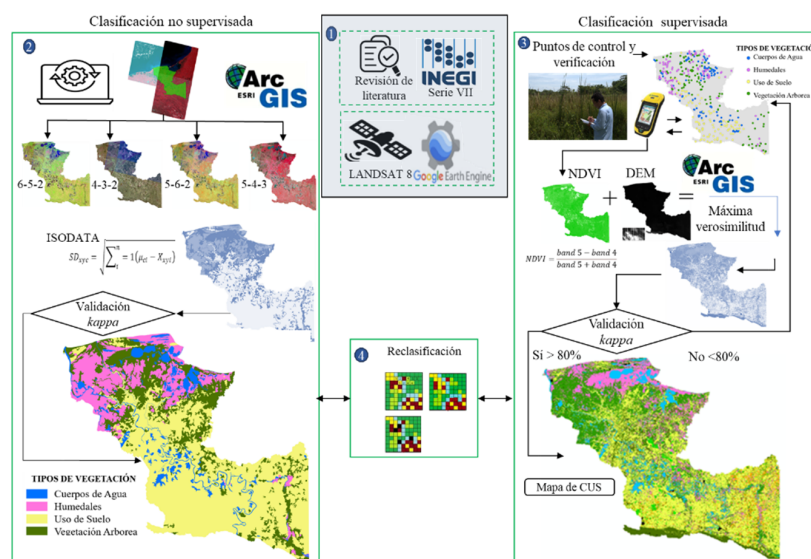 Clasificación no supervisada
Clasificación supervisada
1
Revisión de
literatura
INEGI
Serie VII
LANDSAT 8
Google Earth Engine
2
ESRI
Arc
GIS
6-5-2
4-3-2
5-6-2
5-4-3
ISODATA
Validación
kappa
TIPOS DE VEGETACIÓN
Cuerpos de Agua
Humedales
Uso de Suelo
Vegetación Arborea
3
Puntos de control y
verificación
TIPOS DE VEGETACIÓN
Cuerpos de Agua
Humedales
Uso de Suelo
Vegetación Arborea
NDVI
+
DEM
=
ESRI
Arc
GIS
Máxima
verosimilitud
NDVI = band 5 − band 4
band 5 + band 4
Validación
kappa
Sí > 80%
No <80%
Mapa de CUS
4
Reclasificación